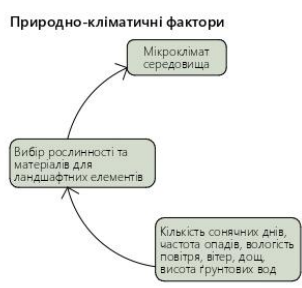 Природно-кліматичні фактори
Мікроклімат
середовища
Вибір рослинності та
матеріалів для
ландшафтних елементів
Кількість сонячних днів,
частота опадів, вологість
повітря, вітер, дощ,
висота ґрунтових вод